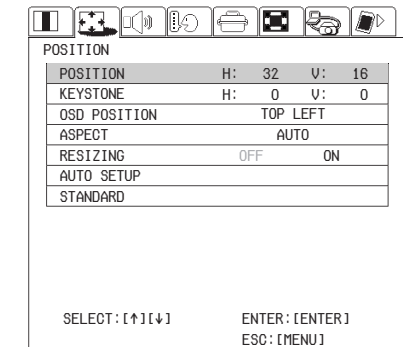 POSITION
POSITION H: 32 V: 16
KEYSTONE H: 0 V: 0
OSD POSITION TOP LEFT
ASPECT AUTO
RESIZING OFF ON
AUTO SETUP
STANDARD
SELECT:[↑][↓] ENTER:[ENTER]
ESC:[MENU]